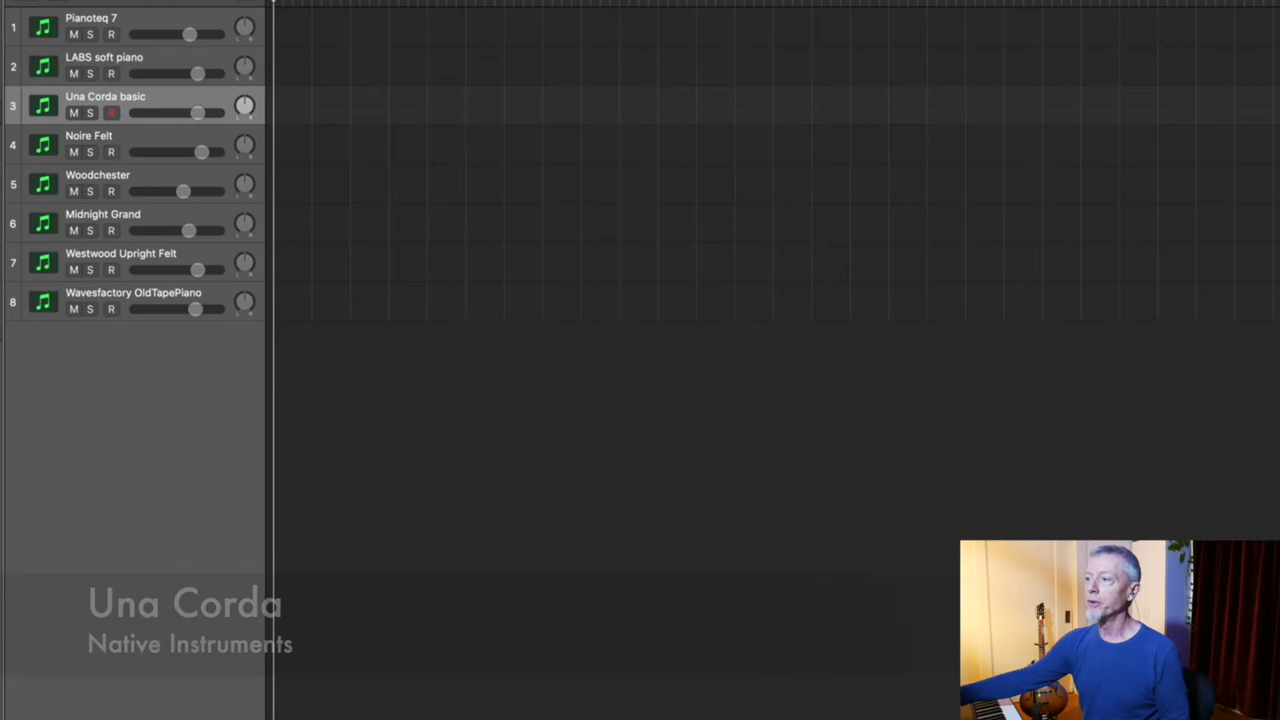 1 Pianoteq 7
M S R
L R
2 LABS soft piano
M S R
L R
3 Una Corda basic
M S R
L R
4 Noire Felt
M S R
L R
5 Woodchester
M S R
L R
6 Midnight Grand
M S R
L R
7 Westwood Upright Felt
M S R
L R
8 Wavesfactory OldTapePiano
M S R
L R
Una Corda
Native Instruments